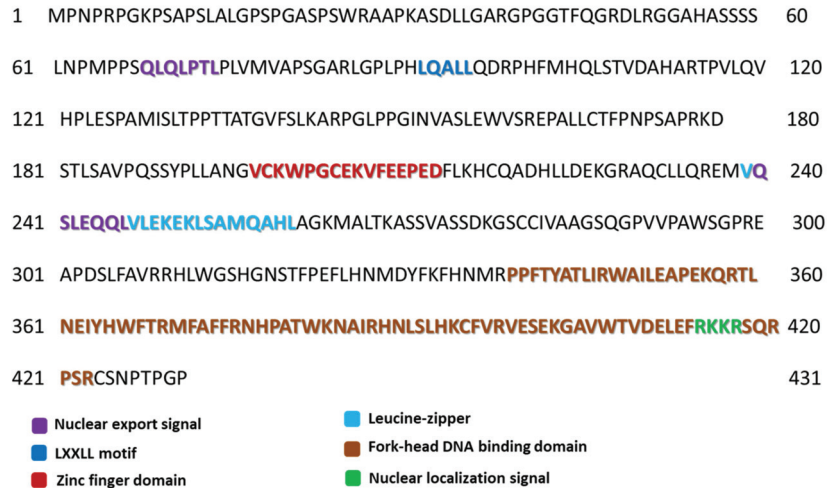 1 MPNPRPGKPSAPSLALGPSPGASPSWRAAPKASDLLGARGPGGTFQGRDLRGGAHASSSS 60
61 LNPMPPSQLQLPTLPLVMVAPSGARLGPLPHLQALLQDRPHFMHQLSTVDAHARTPVLQV 120
121 HPLESPAMISLTPPTTATGVFSLKARPGLPPGINVASLEWVSREPALLCTFPNPSAPRKD 180
181 STLSAVPQSSYPLLANGVCKWPGCEKVFEEPEDFLKHCQADHLLDEKGRAQCLLQREMVQ 240
241 SLEQQLVLEKEKLSAMQAHLAGKMALTKASSVASSDKGSCCIVAAGSQGPVVPAWSGPRE 300
301 APDSLFAVRRHLWGSHGNSTFPEFLHNMDYFKFHNMRPPFTYATLIRWAILEAPEKQRTL 360
361 NEIYHWFTRMFAFFRNHPATWKNAIRHNLSLHKCFVRVESEKGAVWTVDELEFRKKRSQR 420
421 PSRCSNPTPGP 431
Nuclear export signal
Leucine-zipper
LXXLL motif
Fork-head DNA binding domain
Zinc finger domain
Nuclear localization signal